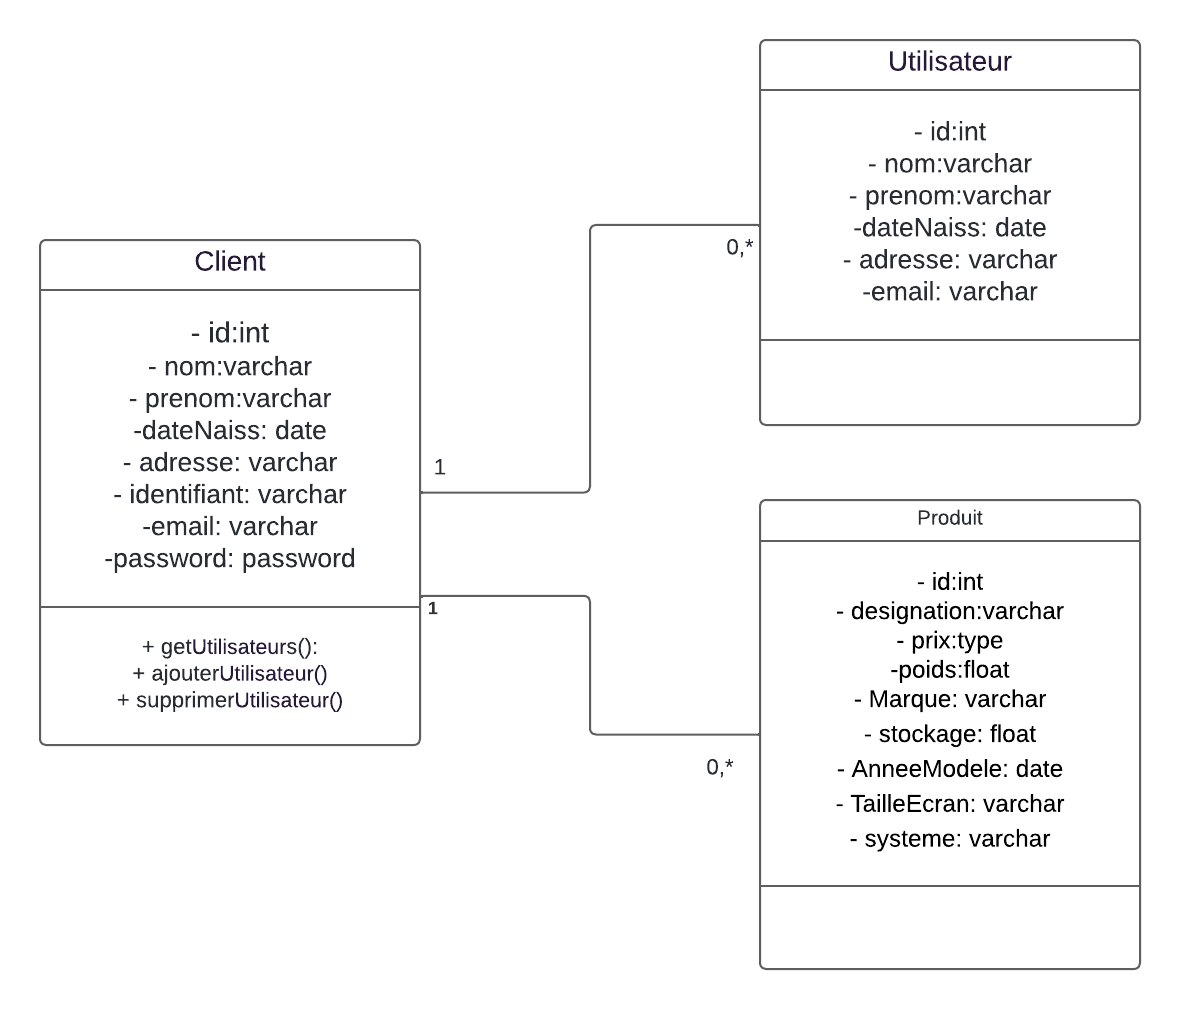 Utilisateur
- id:int
- nom:varchar
- prenom:varchar
-dateNaiss: date
- adresse: varchar
-email: varchar
0,*
Client
- id:int
- nom:varchar
- prenom:varchar
-dateNaiss: date
- adresse: varchar
- identifiant: varchar
-email: varchar
-password: password
+ getUtilisateurs():
+ ajouterUtilisateur()
+ supprimerUtilisateur()
1
1
0,*
Produit
- id:int
- designation:varchar
- prix:type
-poids:float
- Marque: varchar
- stockage: float
- AnneeModele: date
- TailleEcran: varchar
- systeme: varchar